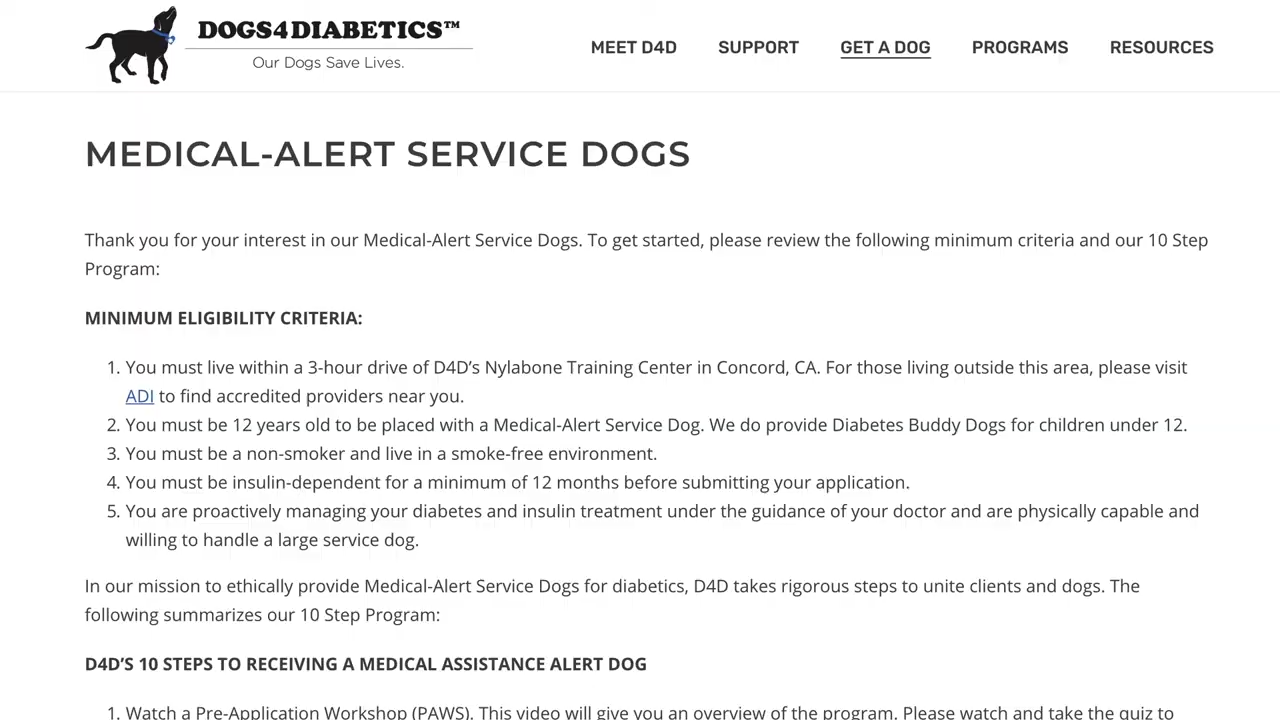 DOGS4DIABETICS™
Our Dogs Save Lives.
MEET D4D SUPPORT GET A DOG PROGRAMS RESOURCES
MEDICAL-ALERT SERVICE DOGS
Thank you for your interest in our Medical-Alert Service Dogs. To get started, please review the following minimum criteria and our 10 Step
Program:
MINIMUM ELIGIBILITY CRITERIA:
1. You must live within a 3-hour drive of D4D’s Nylabone Training Center in Concord, CA. For those living outside this area, please visit
ADI to find accredited providers near you.
2. You must be 12 years old to be placed with a Medical-Alert Service Dog. We do provide Diabetes Buddy Dogs for children under 12.
3. You must be a non-smoker and live in a smoke-free environment.
4. You must be insulin-dependent for a minimum of 12 months before submitting your application.
5. You are proactively managing your diabetes and insulin treatment under the guidance of your doctor and are physically capable and
willing to handle a large service dog.
In our mission to ethically provide Medical-Alert Service Dogs for diabetics, D4D takes rigorous steps to unite clients and dogs. The
following summarizes our 10 Step Program:
D4D’S 10 STEPS TO RECEIVING A MEDICAL ASSISTANCE ALERT DOG
1. Watch a Pre-Application Workshop (PAWS). This video will give you an overview of the program. Please watch and take the quiz to